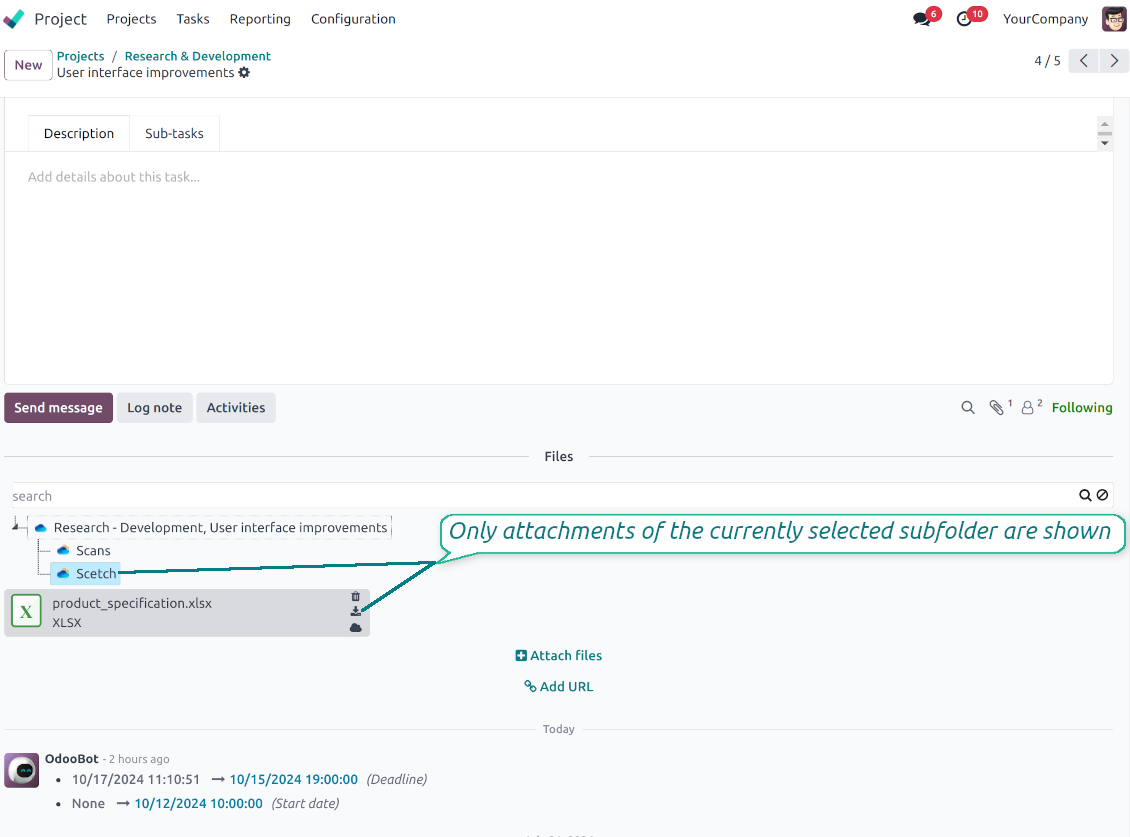 Project Projects Tasks Reporting Configuration 6 10 YourCompany
New Projects / Research & Development 4 / 5
User interface improvements
Description Sub-tasks
Add details about this task...
Send message Log note Activities 1 2 Following
Files
search
Research - Development, User interface improvements
Only attachments of the currently selected subfolder are shown
Scans
Scetch
X product_specification.xlsx
XLSX
Attach files
Add URL
Today
OdooBot - 2 hours ago
• 10/17/2024 11:10:51 → 10/15/2024 19:00:00 (Deadline)
• None → 10/12/2024 10:00:00 (Start date)